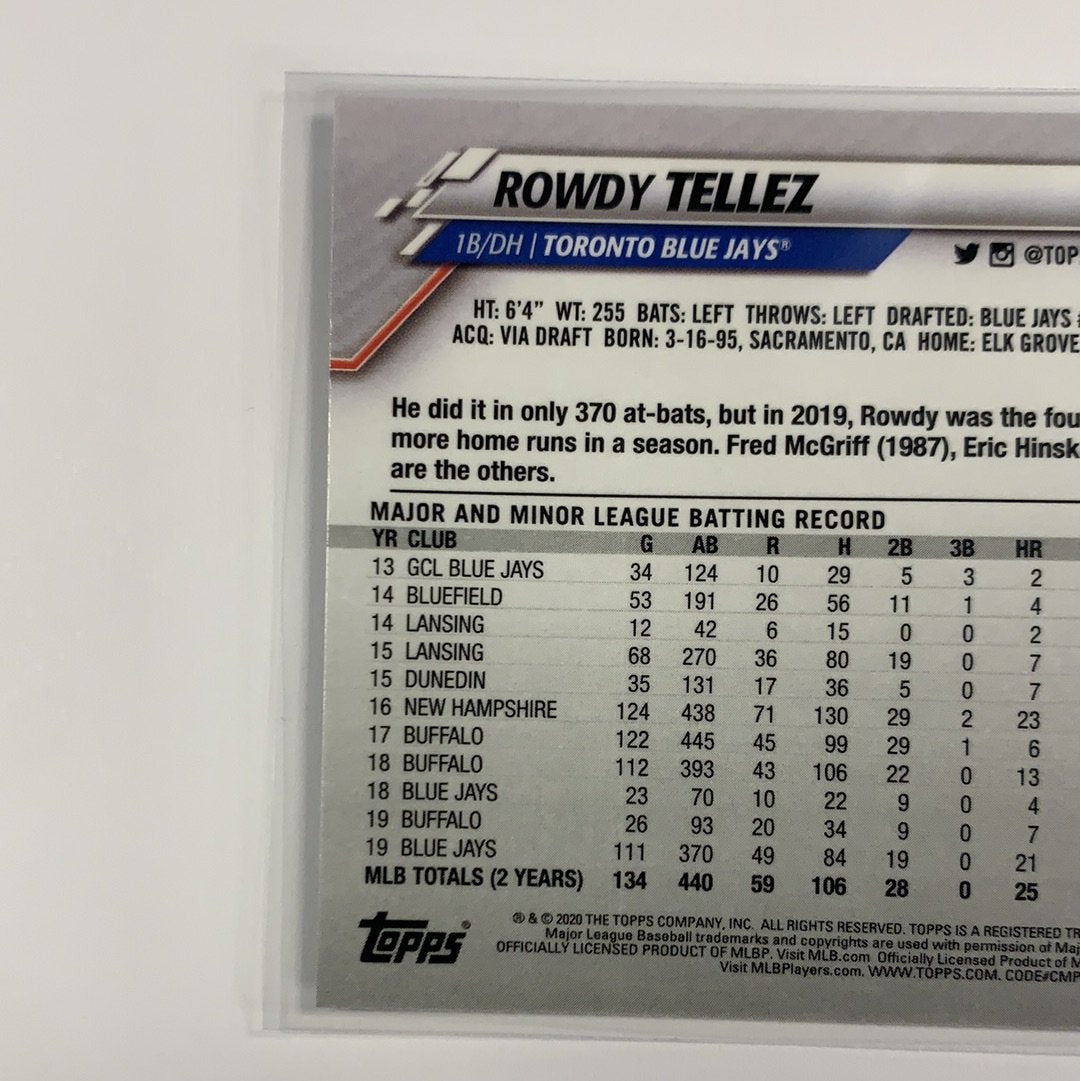 ROWDY TELLEZ
1B/DH | TORONTO BLUE JAYS®
@TOP
HT: 6'4" WT: 255 BATS: LEFT THROWS: LEFT DRAFTED: BLUE JAYS
ACQ: VIA DRAFT BORN: 3-16-95, SACRAMENTO, CA HOME: ELK GROVE
He did it in only 370 at-bats, but in 2019, Rowdy was the fou
more home runs in a season. Fred McGriff (1987), Eric Hinsk
are the others.
MAJOR AND MINOR LEAGUE BATTING RECORD
YR CLUB G AB R H 2B 3B HR
13 GCL BLUE JAYS 34 124 10 29 5 3 2
14 BLUEFIELD 53 191 26 56 11 1 4
14 LANSING 12 42 6 15 0 0 2
15 LANSING 68 270 36 80 19 0 7
15 DUNEDIN 35 131 17 36 5 0 7
16 NEW HAMPSHIRE 124 438 71 130 29 2 23
17 BUFFALO 122 445 45 99 29 1 6
18 BUFFALO 112 393 43 106 22 0 13
18 BLUE JAYS 23 70 10 22 9 0 4
19 BUFFALO 26 93 20 34 9 0 7
19 BLUE JAYS 111 370 49 84 19 0 21
MLB TOTALS (2 YEARS) 134 440 59 106 28 0 25
topps®
® & © 2020 THE TOPPS COMPANY, INC. ALL RIGHTS RESERVED. TOPPS IS A REGISTERED TR
Major League Baseball trademarks and copyrights are used with permission of Maj
OFFICIALLY LICENSED PRODUCT OF MLBP. Visit MLB.com Officially Licensed Product of M
Visit MLBPlayers.com. WWW.TOPPS.COM. CODE#CMP